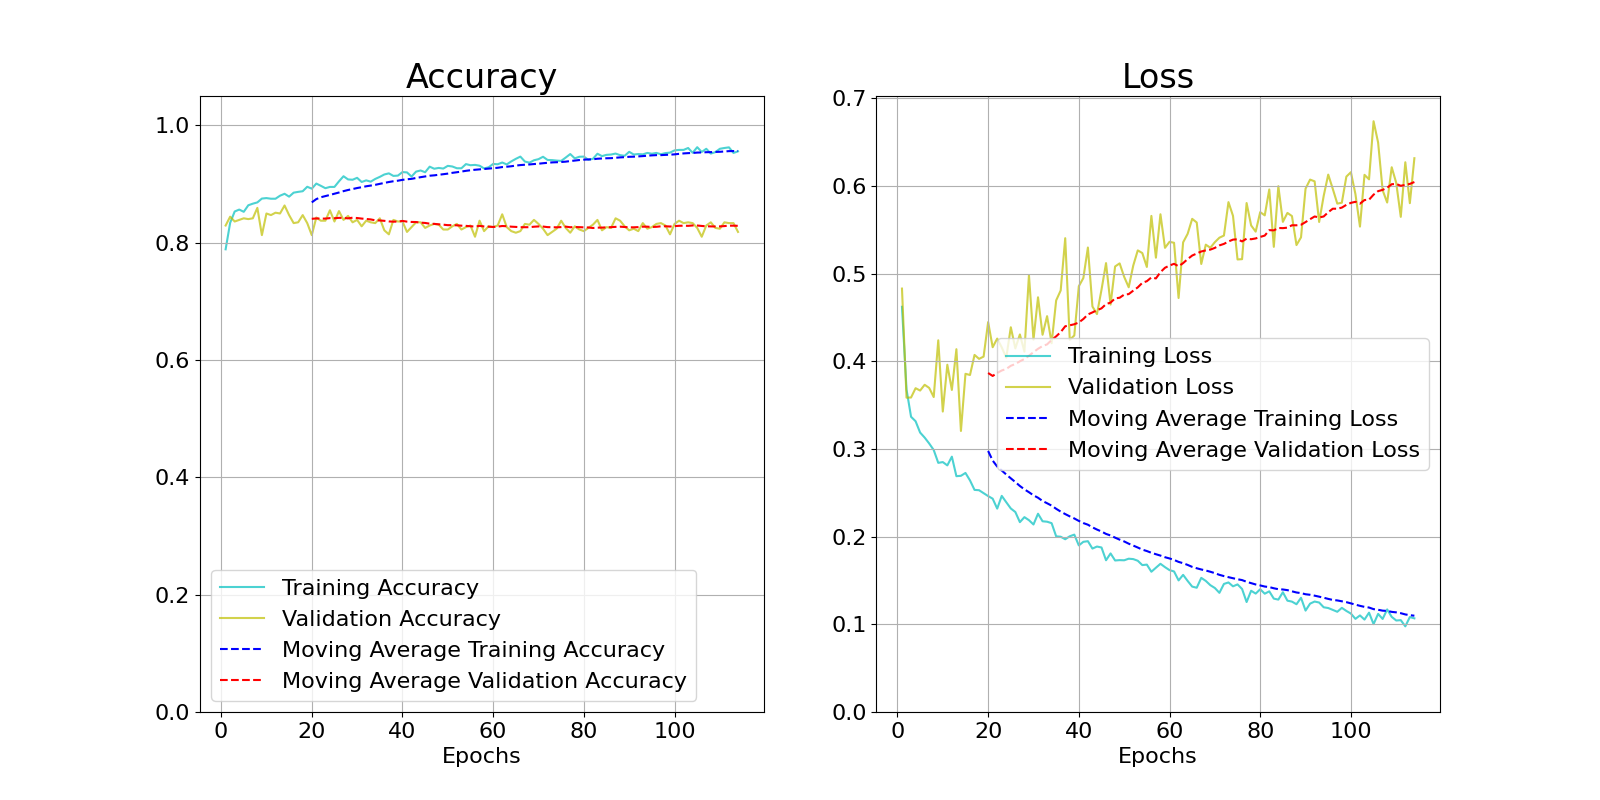 Accuracy
1.0
0.8
0.6
0.4
0.2
0.0
Training Accuracy
Validation Accuracy
Moving Average Training Accuracy
Moving Average Validation Accuracy
0 20 40 60 80 100
Epochs
Loss
0.7
0.6
0.5
0.4
0.3
0.2
0.1
0.0
Training Loss
Validation Loss
Moving Average Training Loss
Moving Average Validation Loss
0 20 40 60 80 100
Epochs